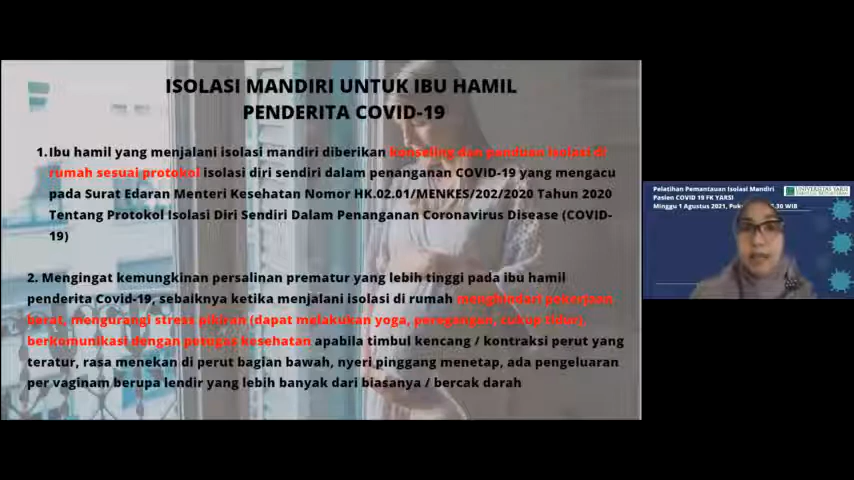 ISOLASI MANDIRI UNTUK IBU HAMIL
PENDERITA COVID-19
1. Ibu hamil yang menjalani isolasi mandiri diberikan konseling dan panduan isolasi di
rumah sesuai protokol isolasi diri sendiri dalam penanganan COVID-19 yang mengacu
pada Surat Edaran Menteri Kesehatan Nomor HK.02.01/MENKES/202/2020 Tahun 2020
Tentang Protokol Isolasi Diri Sendiri Dalam Penanganan Coronavirus Disease (COVID-
19)
2. Mengingat kemungkinan persalinan prematur yang lebih tinggi pada ibu hamil
penderita Covid-19, sebaiknya ketika menjalani isolasi di rumah menghindari pekerjaan
berat, mengurangi stress pikiran (dapat melakukan yoga, peregangan, cukup tidur),
berkomunikasi dengan petugas kesehatan apabila timbul kencang / kontraksi perut yang
teratur, rasa menekan di perut bagian bawah, nyeri pinggang menetap, ada pengeluaran
per vaginam berupa lendir yang lebih banyak dari biasanya / bercak darah
Pelatihan Pemantauan Isolasi Mandiri
Pasien COVID 19 FK YARSI
Minggu 1 Agustus 2021, .30 WIB
UNIVERSITAS YARSI